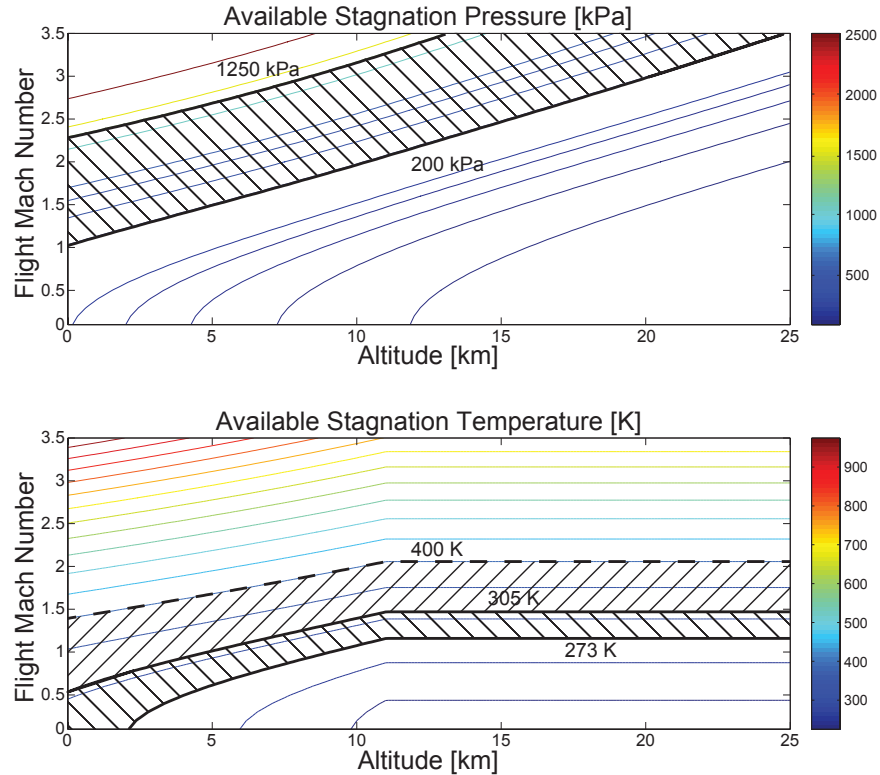 Available Stagnation Pressure [kPa]
Flight Mach Number
3.5
3
2.5
2
1.5
1
0.5
0
1250 kPa
200 kPa
0 5 10 15 20 25
Altitude [km]
2500
2000
1500
1000
500
Available Stagnation Temperature [K]
Flight Mach Number
3.5
3
2.5
2
1.5
1
0.5
0
400 K
305 K
273 K
0 5 10 15 20 25
Altitude [km]
900
800
700
600
500
400
300